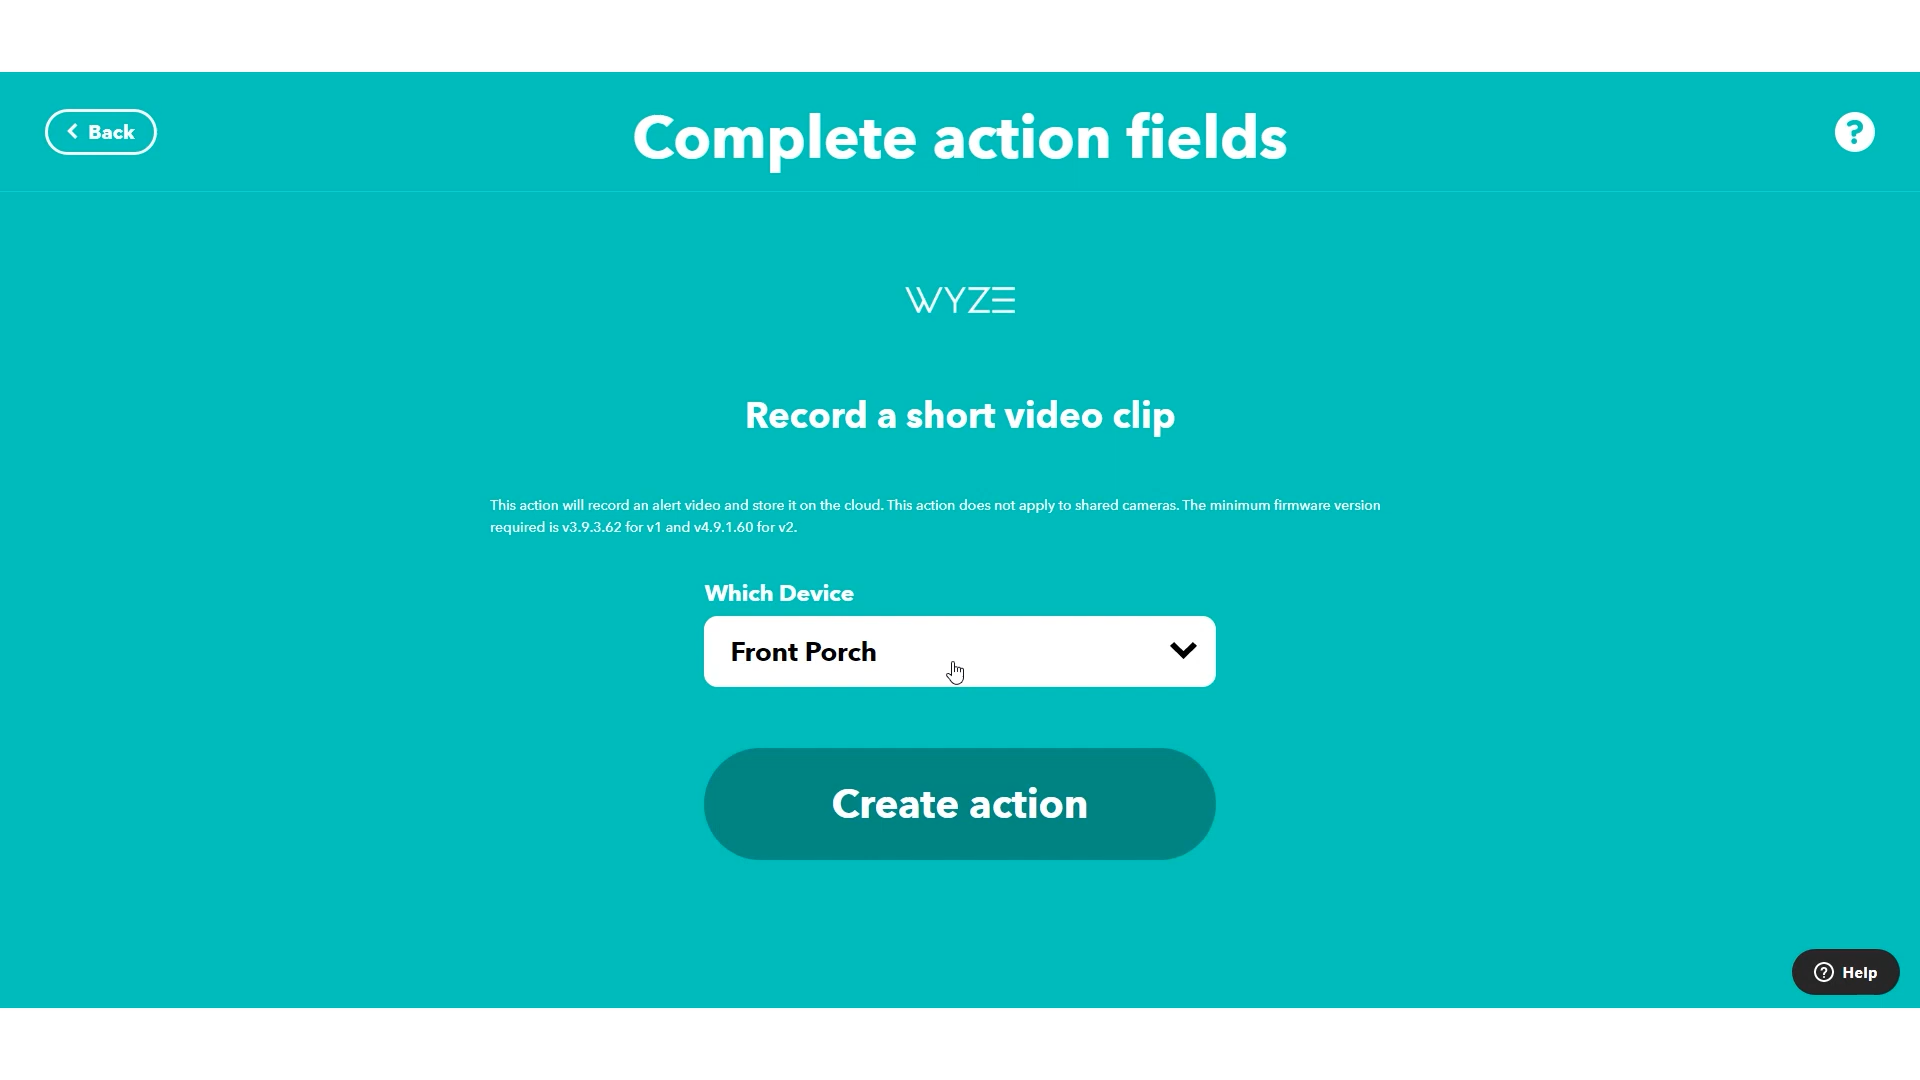 Back
Complete action fields
?
WYZE
Record a short video clip
This action will record an alert video and store it on the cloud. This action does not apply to shared cameras. The minimum firmware version
required is v3.9.3.62 for v1 and v4.9.1.60 for v2.
Which Device
Front Porch
Create action
? Help